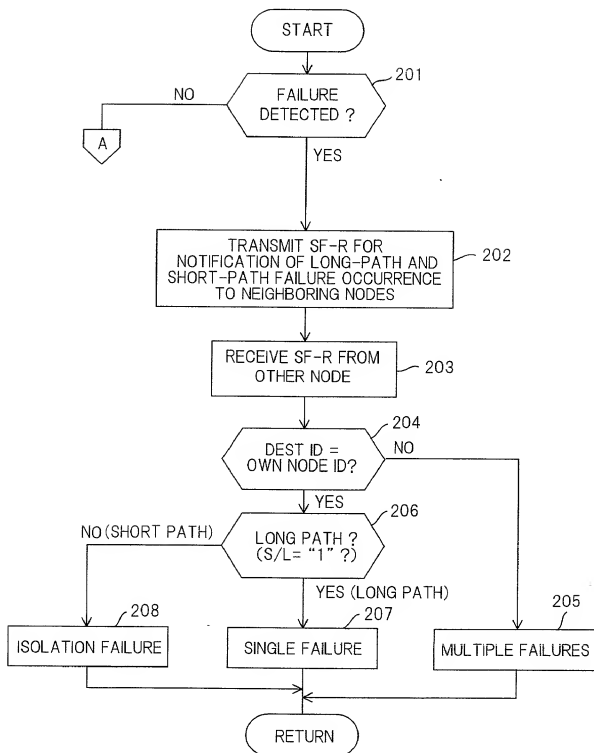 START
201
FAILURE
DETECTED ?
NO
A
YES
TRANSMIT SF-R FOR
NOTIFICATION OF LONG-PATH AND
SHORT-PATH FAILURE OCCURRENCE
TO NEIGHBORING NODES
202
RECEIVE SF-R FROM
OTHER NODE
203
204
DEST ID =
OWN NODE ID?
NO
YES
206
NO (SHORT PATH)
LONG PATH ?
(S/L= "1" ?)
YES (LONG PATH)
208
ISOLATION FAILURE
207
SINGLE FAILURE
205
MULTIPLE FAILURES
RETURN